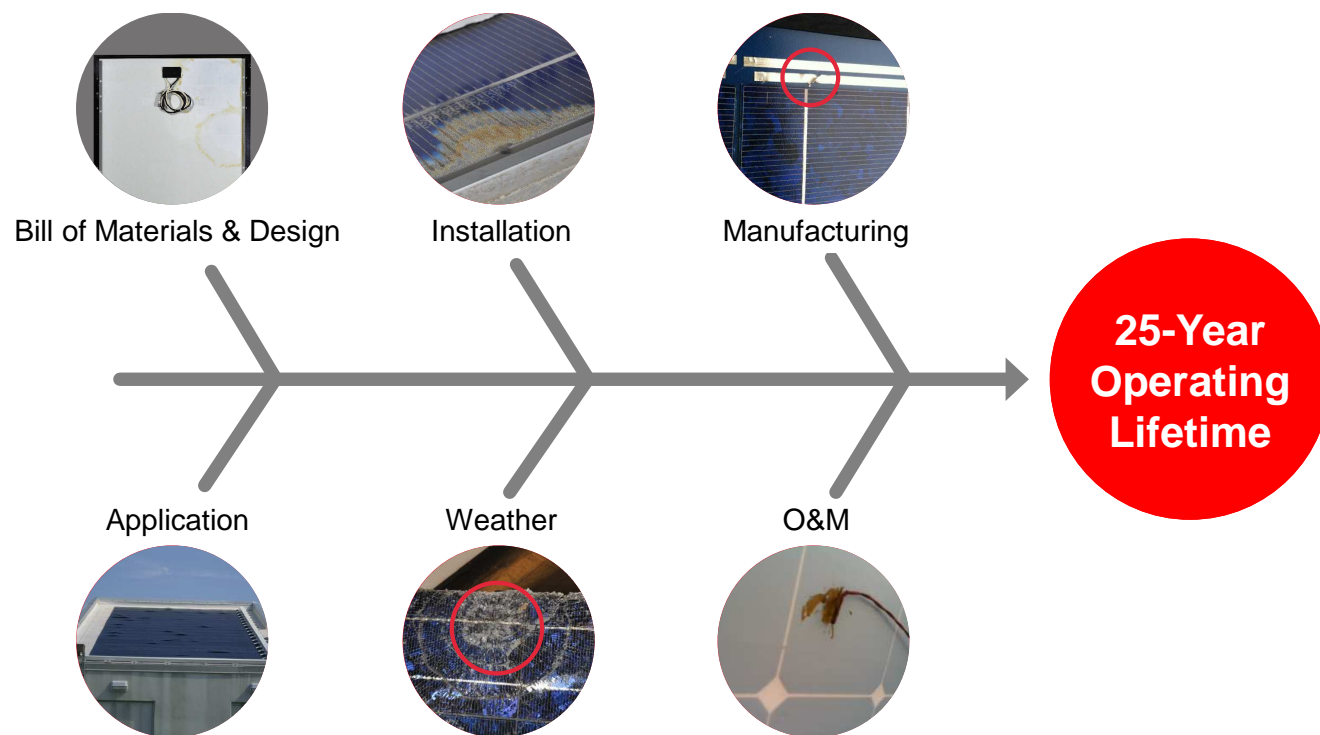 Bill of Materials & Design
Installation
Manufacturing
25-Year
Operating
Lifetime
Application
Weather
O&M